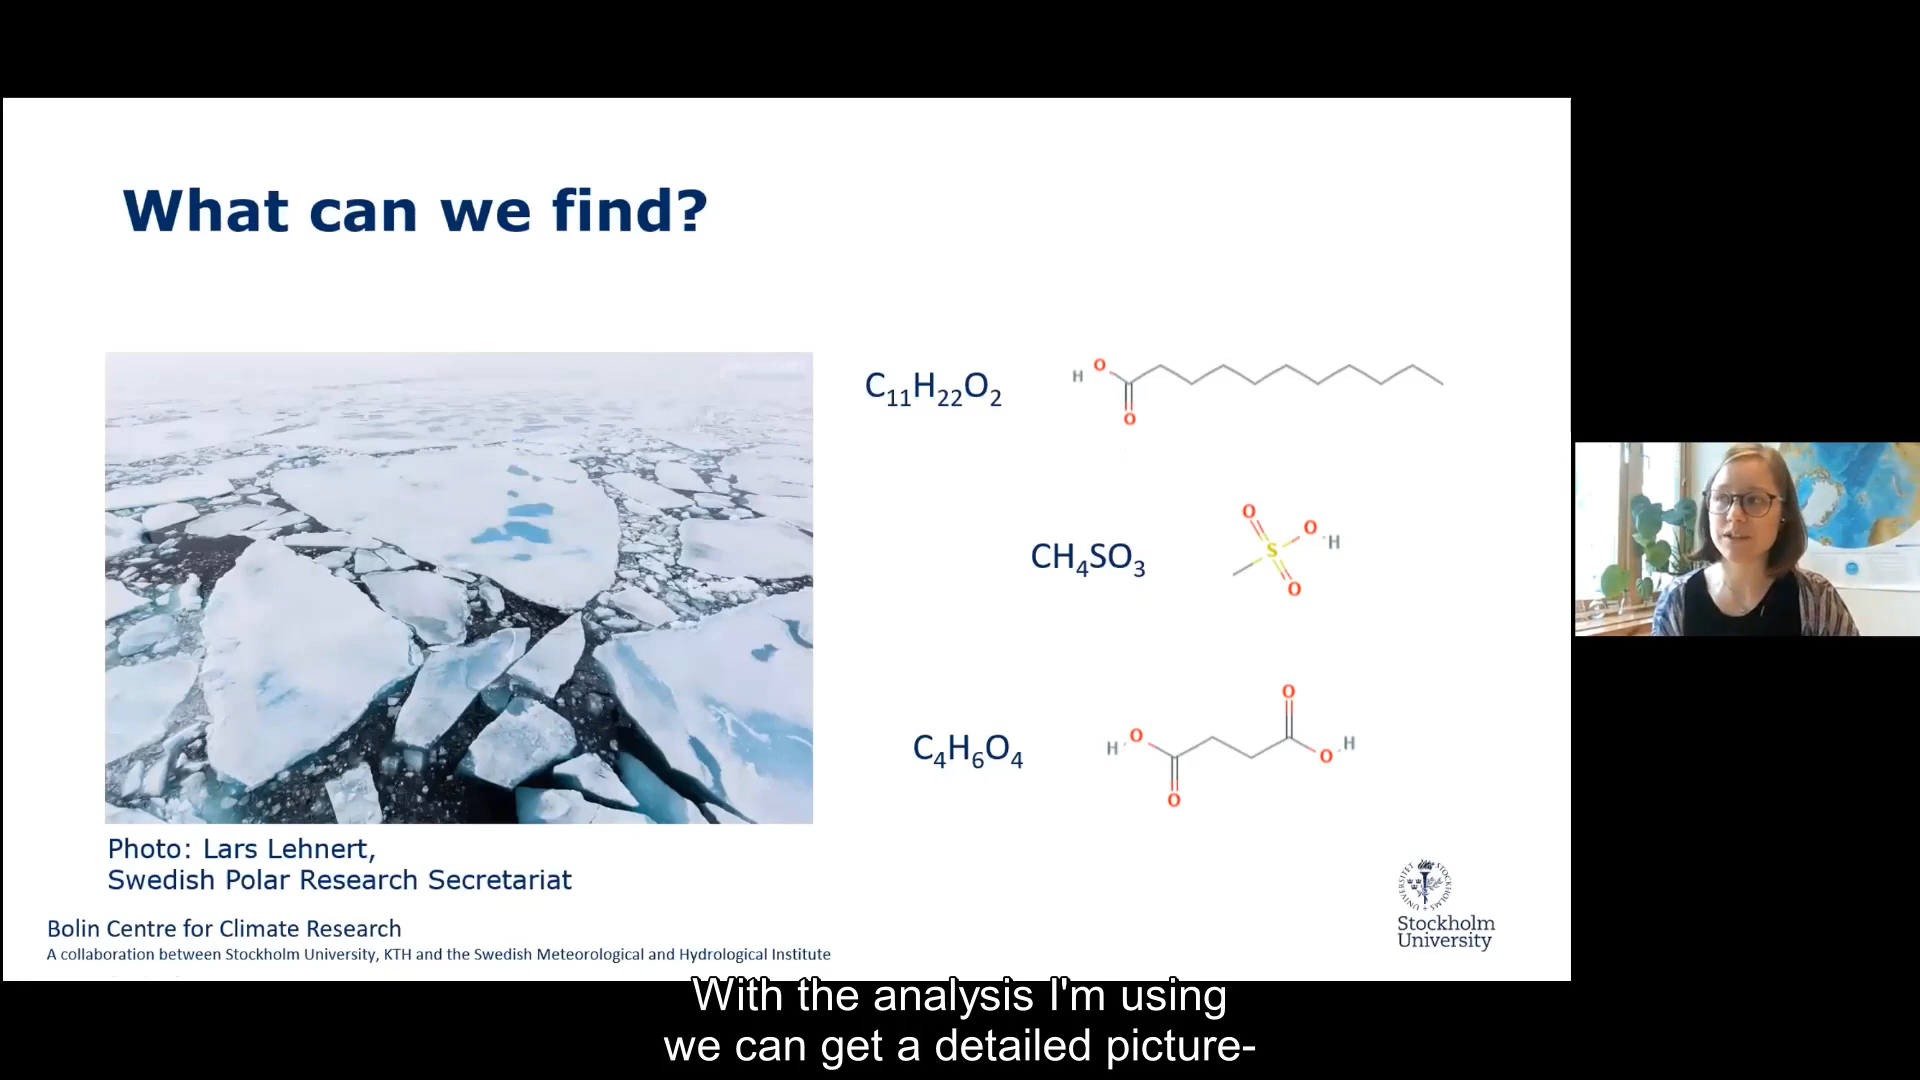 What can we find?
C₁₁H₂₂O₂
H O
O
CH₄SO₃
O
O
S
H
O
C₄H₆O₄
O
H O
O H
O
Photo: Lars Lehnert,
Swedish Polar Research Secretariat
Bolin Centre for Climate Research
A collaboration between Stockholm University, KTH and the Swedish Meteorological and Hydrological Institute
Stockholm
University
With the analysis I'm using
we can get a detailed picture-